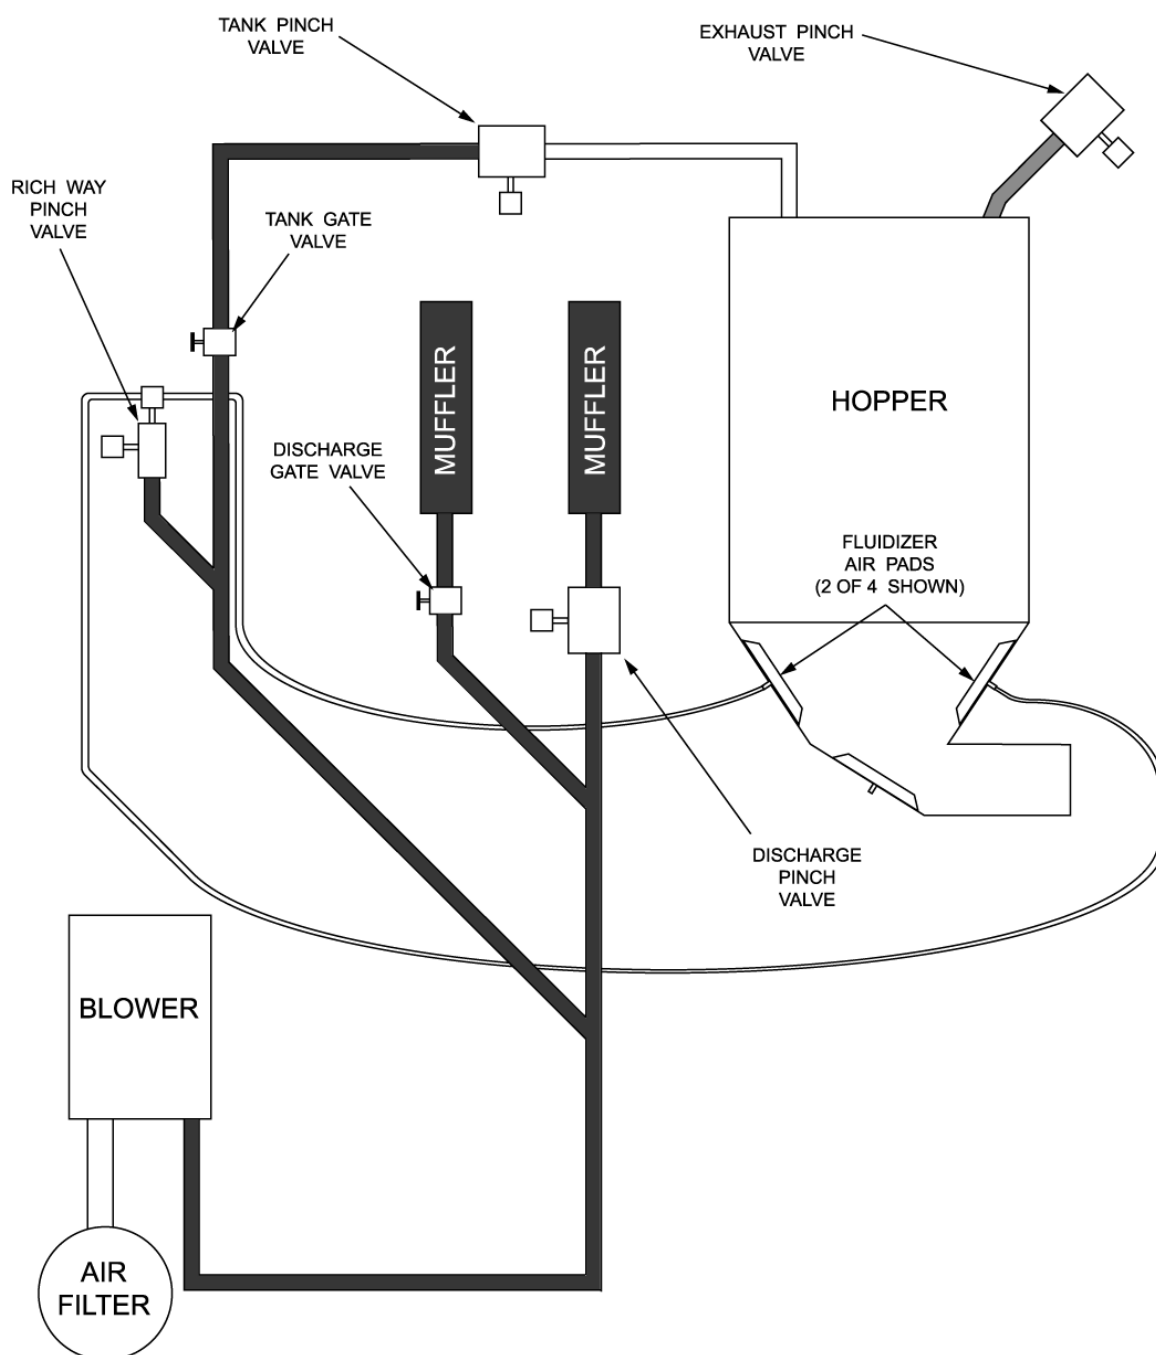 TANK PINCH
VALVE
EXHAUST PINCH
VALVE
RICH WAY
PINCH
VALVE
TANK GATE
VALVE
MUFFLER
MUFFLER
HOPPER
DISCHARGE
GATE VALVE
FLUIDIZER
AIR PADS
(2 OF 4 SHOWN)
DISCHARGE
PINCH
VALVE
BLOWER
AIR
FILTER